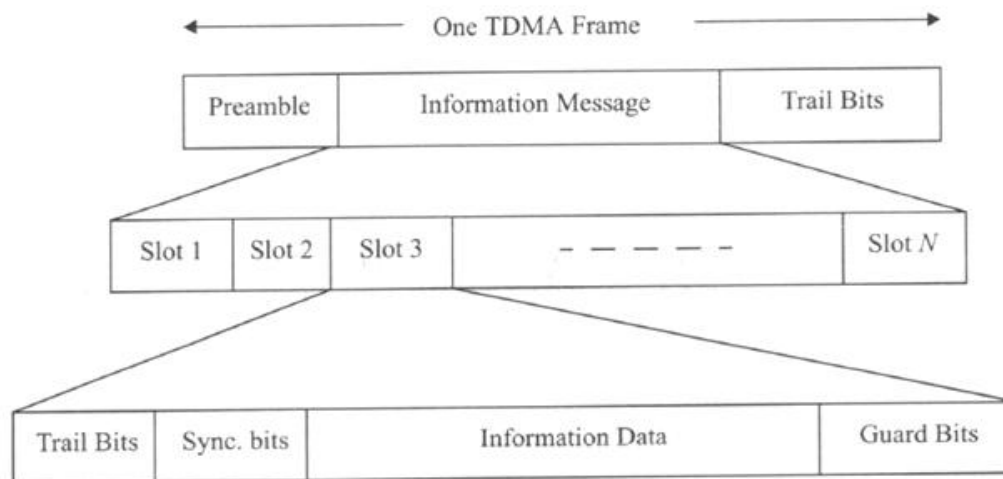 One TDMA Frame
Preamble Information Message Trail Bits
Slot 1 Slot 2 Slot 3 Slot N
Trail Bits Sync. bits Information Data Guard Bits